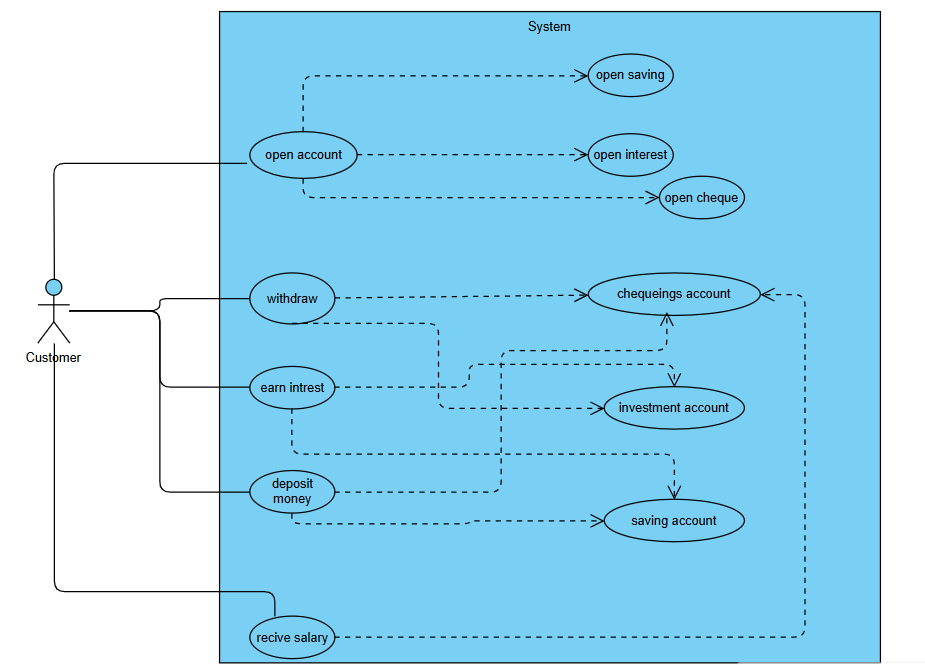 System
open saving
open account
open interest
open cheque
withdraw
chequeings account
Customer
earn intrest
investment account
deposit
money
saving account
recive salary